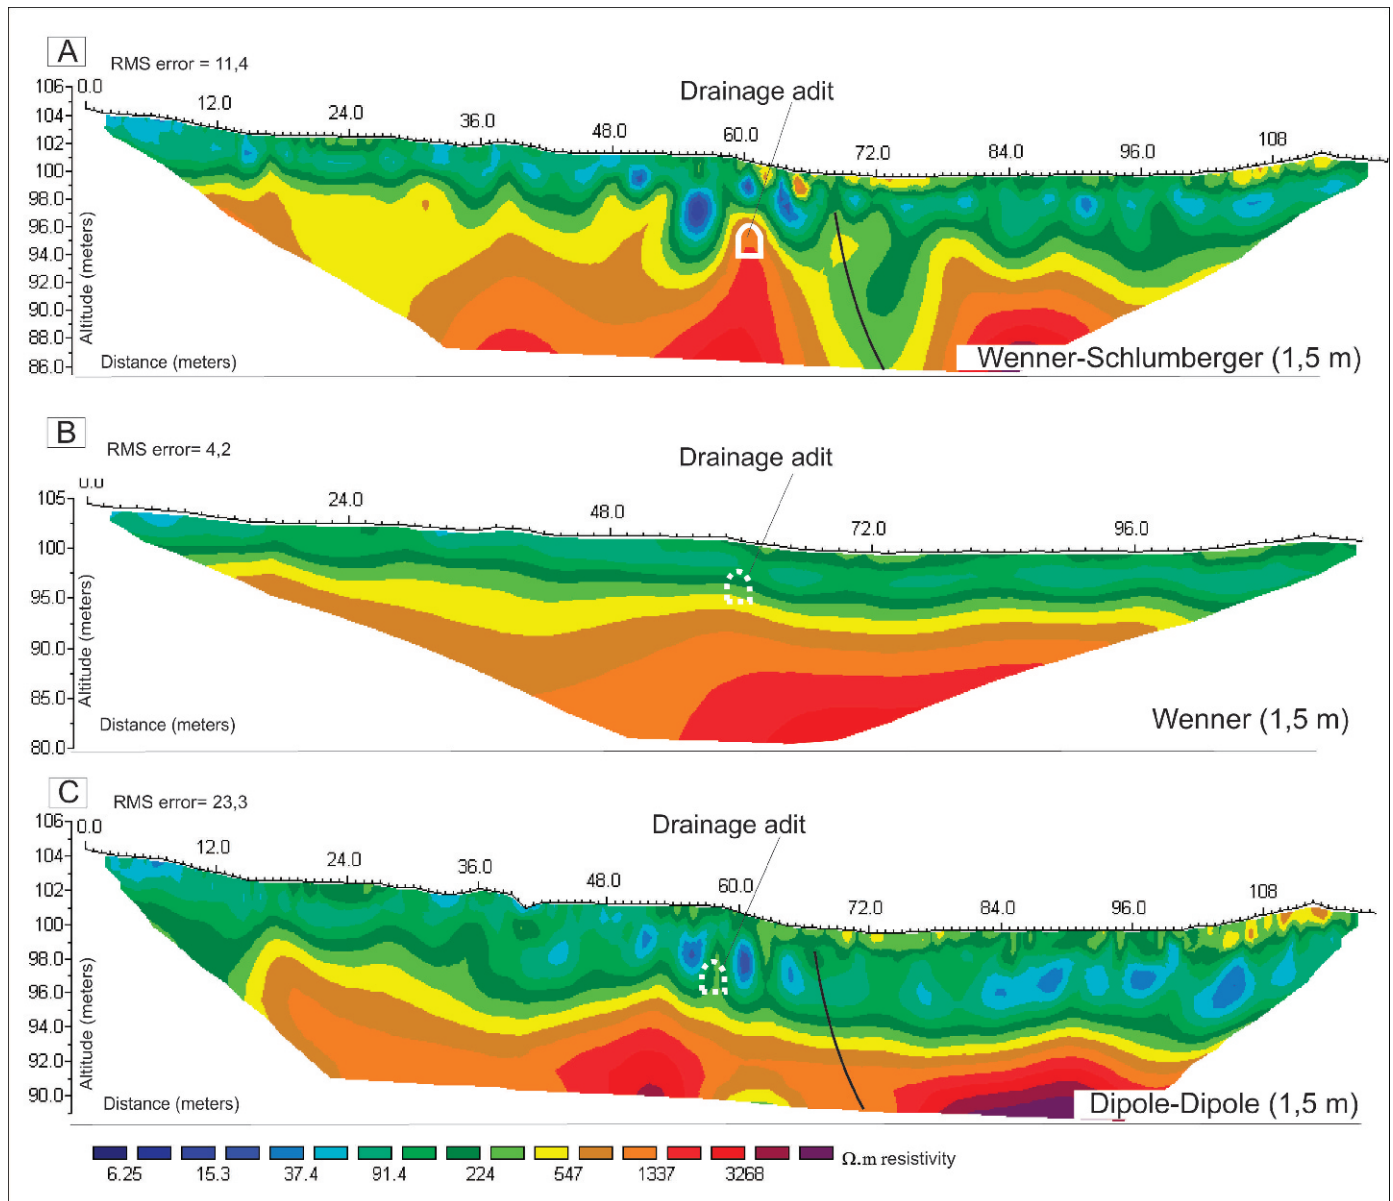 A
RMS error = 11,4
Drainage adit
106 0.0
12.0 24.0 36.0 48.0 60.0 72.0 84.0 96.0 108
104
102
100
98.0
96.0
94.0
90.0
88.0
86.0
Altitude (meters)
Distance (meters)
Wenner-Schlumberger (1,5 m)
B
RMS error= 4,2
Drainage adit
0.0 24.0 48.0 72.0 96.0
105
100
95.0
90.0
85.0
80.0
Altitude (meters)
Distance (meters)
Wenner (1,5 m)
C
RMS error= 23,3
Drainage adit
106 0.0
12.0 24.0 36.0 48.0 60.0 72.0 84.0 96.0 108
104
102
100
98.0
96.0
94.0
92.0
90.0
Altitude (meters)
Distance (meters)
Dipole-Dipole (1,5 m)
Ω.m resistivity
6.25 15.3 37.4 91.4 224 547 1337 3268